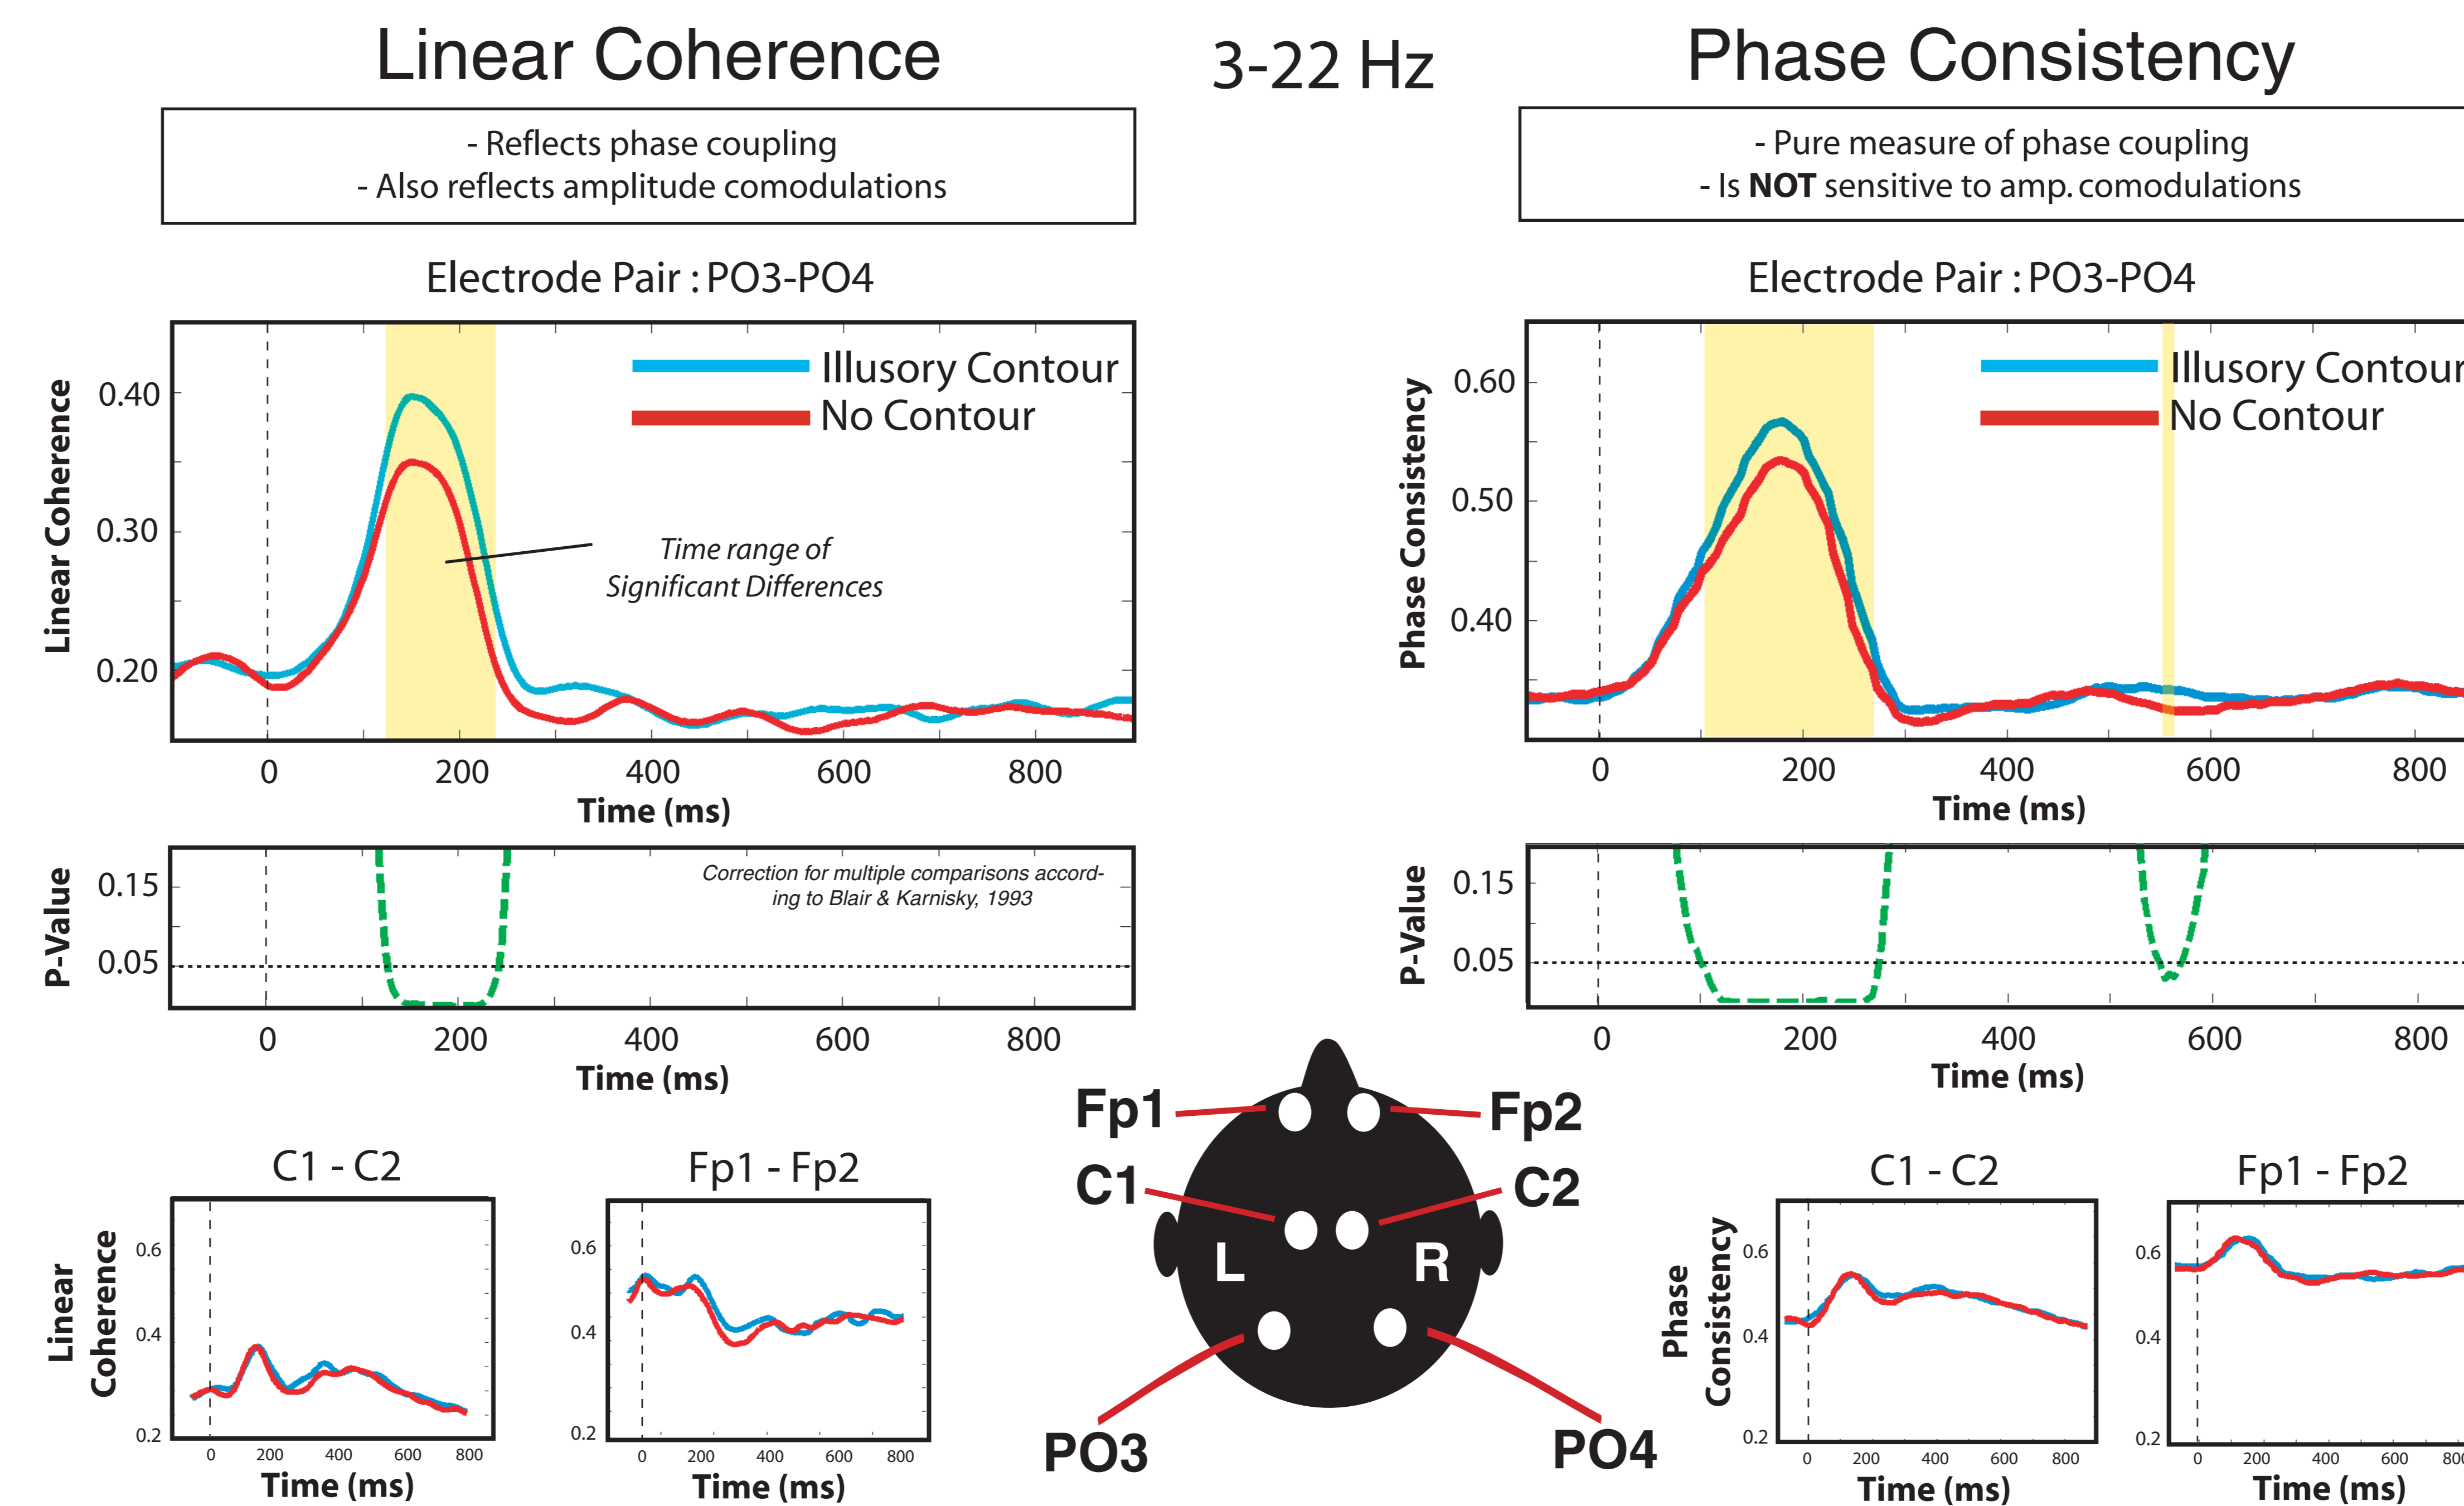 Linear Coherence
3-22 Hz
Phase Consistency
- Reflects phase coupling
- Also reflects amplitude comodulations
- Pure measure of phase coupling
- Is NOT sensitive to amp. comodulations
Electrode Pair : PO3-PO4
Linear Coherence
0.40
0.30
0.20
Illusory Contour
No Contour
Time range of
Significant Differences
0 200 400 600 800
Time (ms)
Electrode Pair : PO3-PO4
Phase Consistency
0.60
0.50
0.40
Illusory Contour
No Contour
0 200 400 600 800
Time (ms)
P-Value
0.15
0.05
Correction for multiple comparisons accord-
ing to Blair & Karnisky, 1993
0 200 400 600 800
Time (ms)
P-Value
0.15
0.05
0 200 400 600 800
Time (ms)
C1 - C2
Linear
Coherence
0.6
0.4
0.2
0 200 400 600 800
Time (ms)
Fp1 - Fp2
0.6
0.4
0.2
0 200 400 600 800
Time (ms)
Fp1
Fp2
C1
C2
L
R
PO3
PO4
C1 - C2
Phase
Consistency
0.6
0.4
0.2
0 200 400 600 800
Time (ms)
Fp1 - Fp2
0.6
0.4
0.2
0 200 400 600 800
Time (ms)